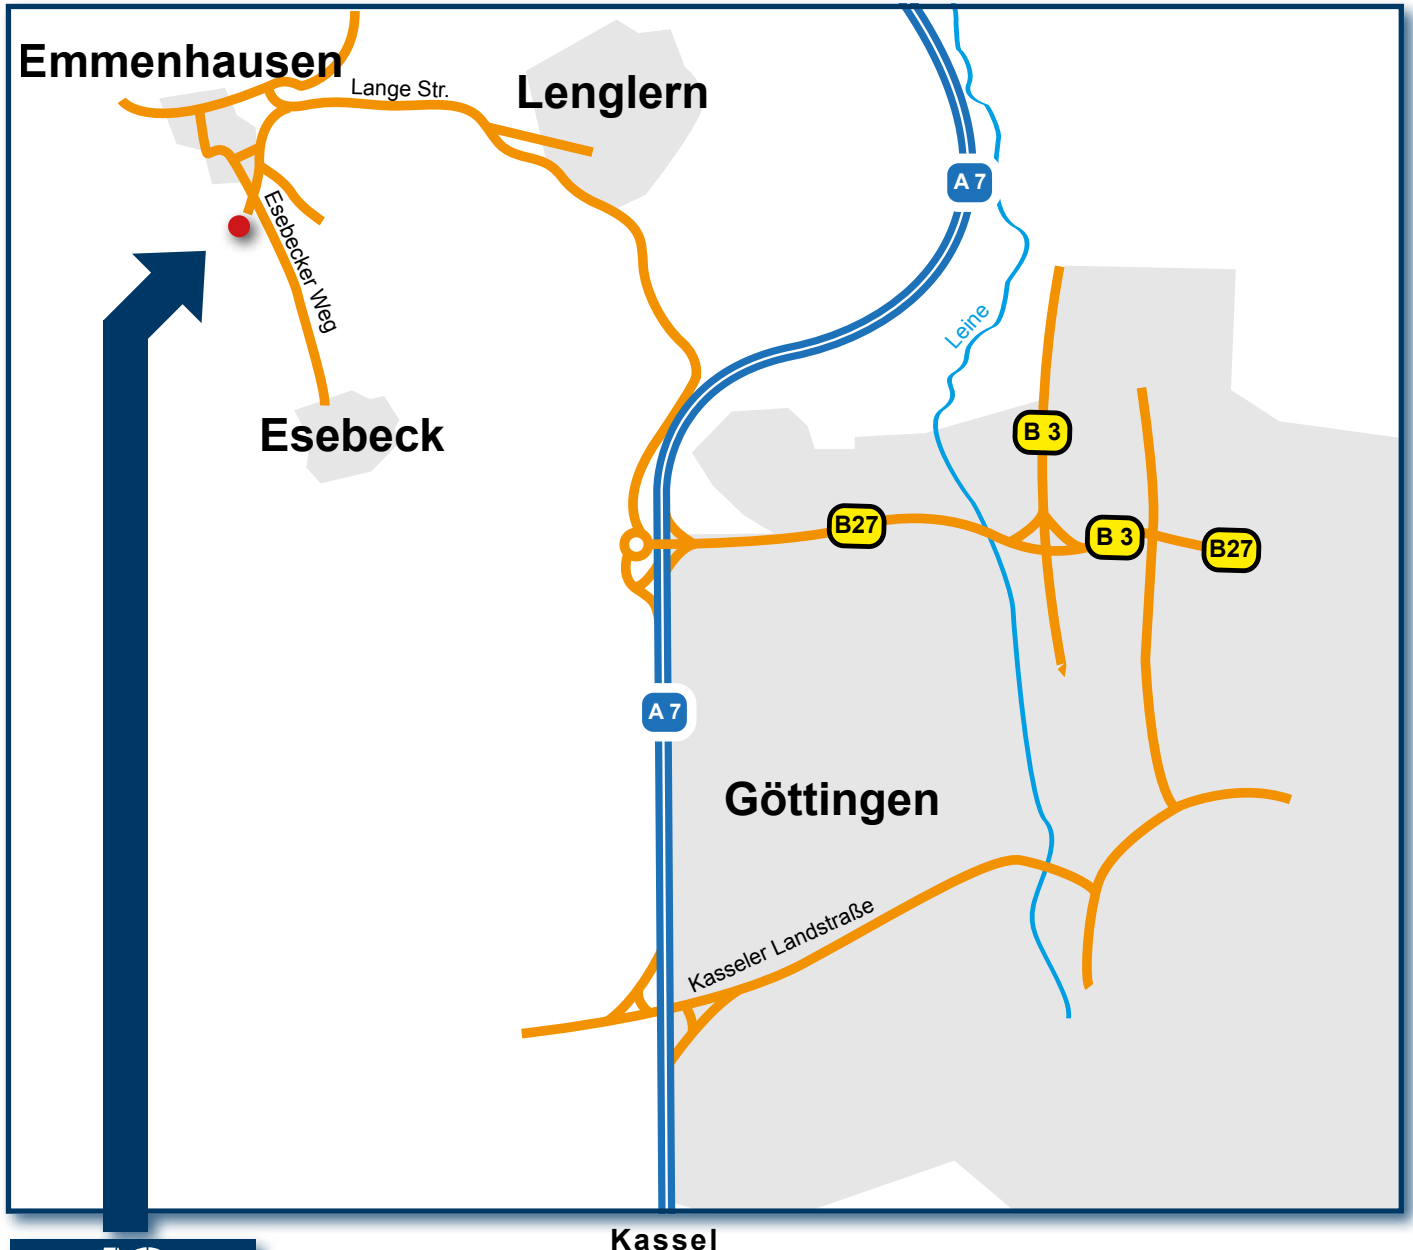 Emmenhausen
Lange Str.
Lenglern
A 7
Esebecker Weg
Leine
Esebeck
B 3
B27
B 3
B27
A 7
Göttingen
Kasseler Landstraße
Kassel